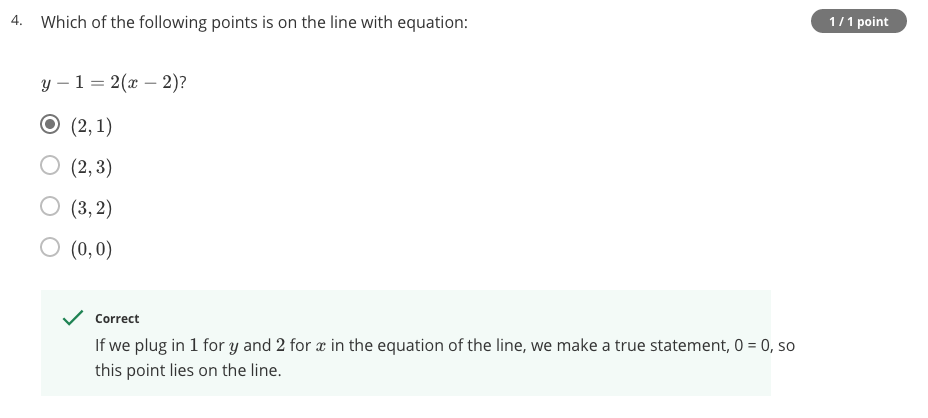 4. Which of the following points is on the line with equation: 1 / 1 point
y − 1 = 2(x − 2)?
(2, 1)
(2, 3)
(3, 2)
(0, 0)
Correct
If we plug in 1 for y and 2 for x in the equation of the line, we make a true statement, 0 = 0, so
this point lies on the line.